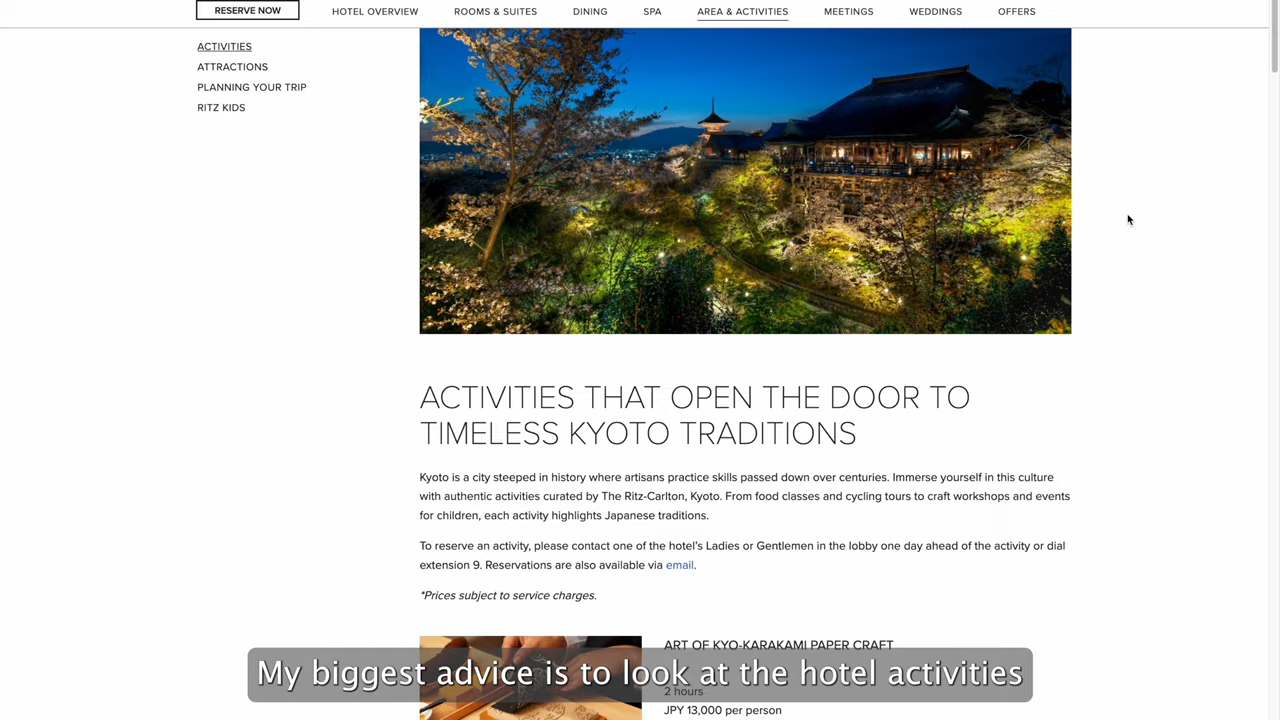 RESERVE NOW
HOTEL OVERVIEW
ROOMS & SUITES
DINING
SPA
AREA & ACTIVITIES
MEETINGS
WEDDINGS
OFFERS
ACTIVITIES
ATTRACTIONS
PLANNING YOUR TRIP
RITZ KIDS
ACTIVITIES THAT OPEN THE DOOR TO
TIMELESS KYOTO TRADITIONS
Kyoto is a city steeped in history where artisans practice skills passed down over centuries. Immerse yourself in this culture
with authentic activities curated by The Ritz-Carlton, Kyoto. From food classes and cycling tours to craft workshops and events
for children, each activity highlights Japanese traditions.
To reserve an activity, please contact one of the hotel's Ladies or Gentlemen in the lobby one day ahead of the activity or dial
extension 9. Reservations are also available via email.
*Prices subject to service charges.
ART OF KYO-KARAKAMI PAPER CRAFT
My biggest advice is to look at the hotel activities
2 hours
JPY 13,000 per person